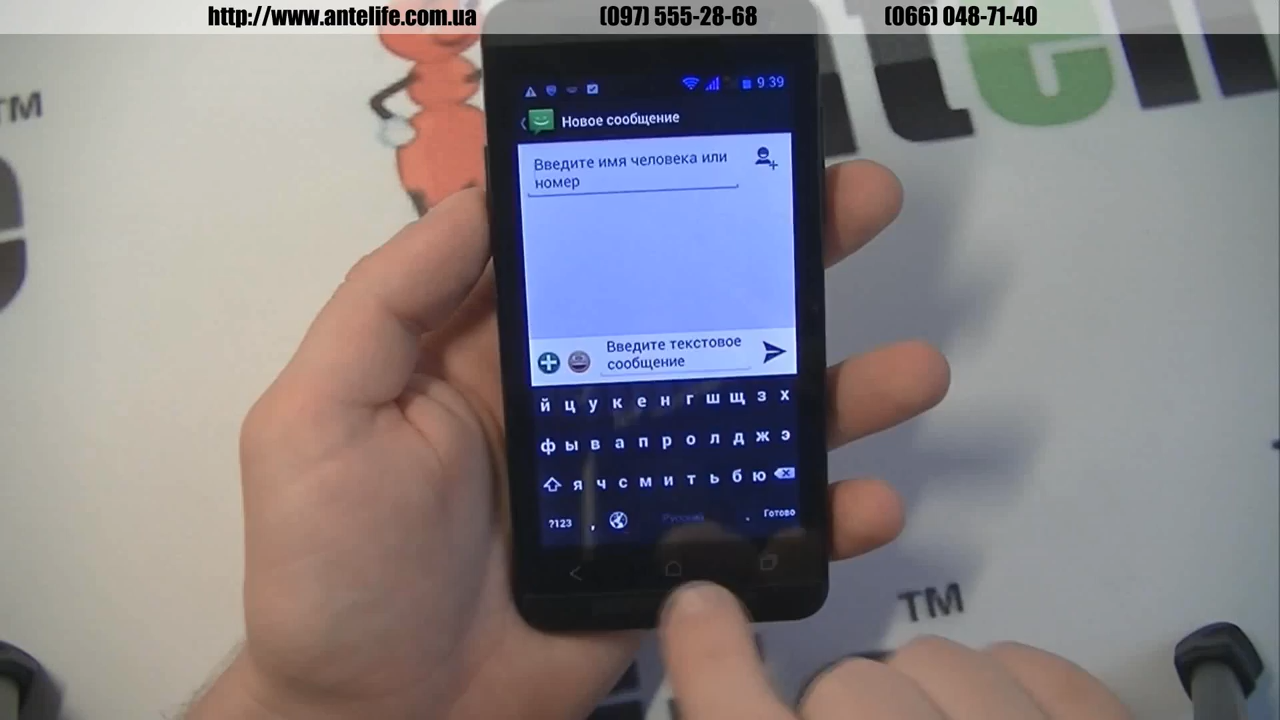 http://www.antelife.com.ua (097) 555-28-68 (066) 048-71-40
TM
9:39
Новое сообщение
Введите имя человека или
номер
Введите текстовое
сообщение
й ц у к е н г ш щ з х
ф ы в а п р о л д ж э
я ч с м и т ь б ю
?123 , Русский . Готово
TM